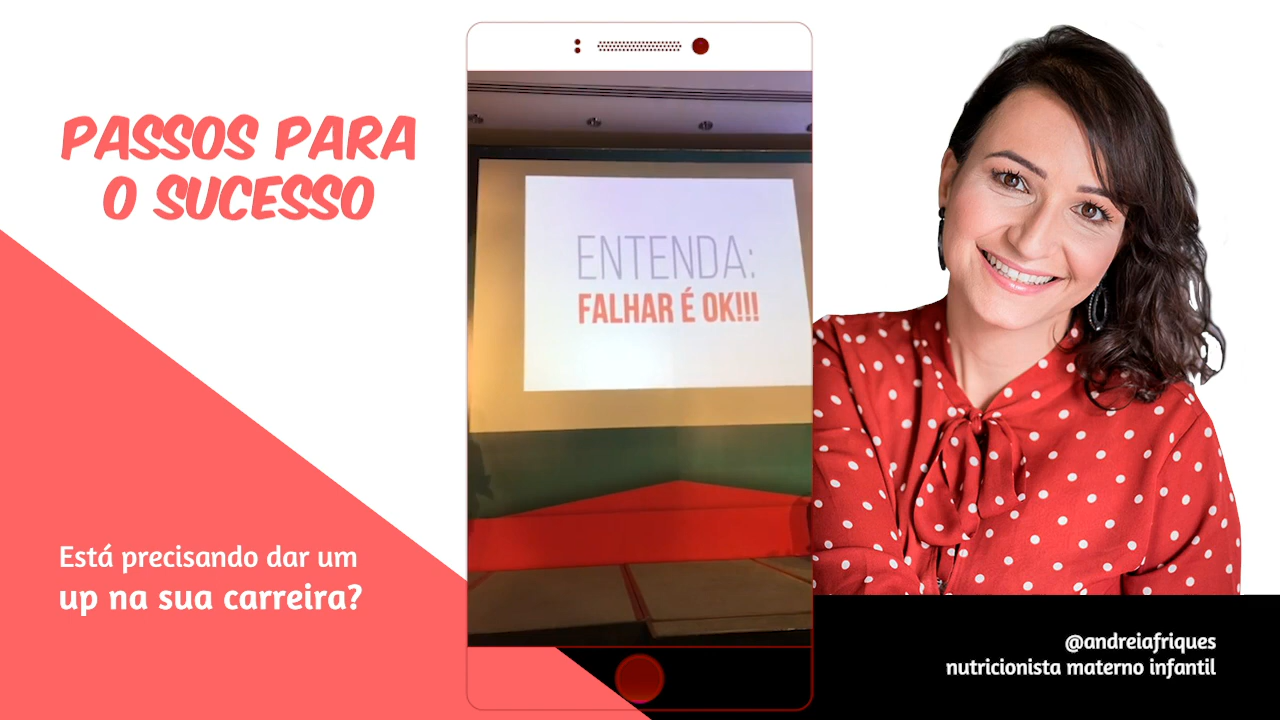 PASSOS PARA
O SUCESSO
ENTENDA:
FALHAR É OK!!!
Está precisando dar um
up na sua carreira?
@andreiafriques
nutricionista materno infantil